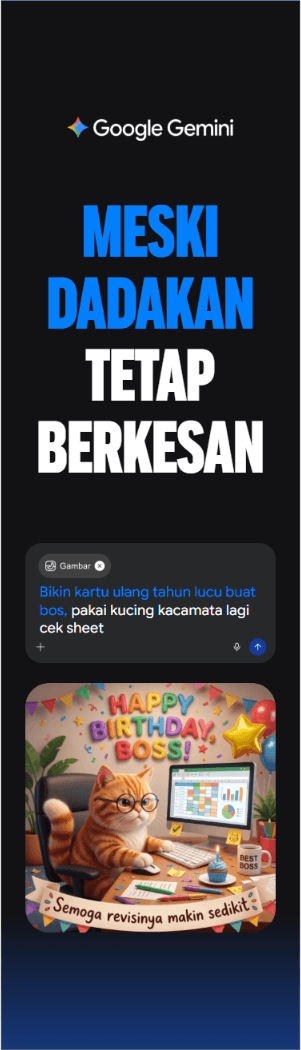 Google Gemini
MESKI
DADAKAN
TETAP
BERKESAN
Gambar
Bikin kartu ulang tahun lucu buat
bos, pakai kucing kacamata lagi
cek sheet
HAPPY
BIRTHDAY,
BOSS!
BEST
BOSS
Semoga revisinya makin sedikit